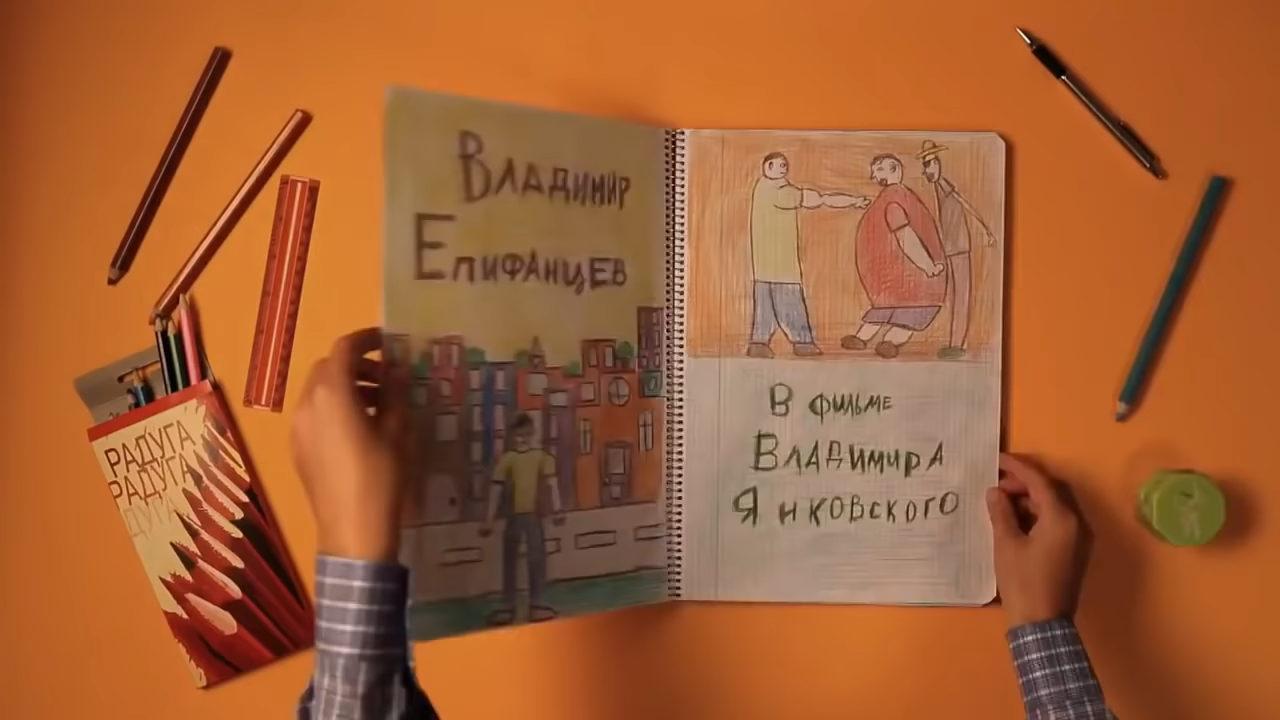 Владимир
Епифанцев
В фильме
Владимира
Янковского
РАДУГА
РАДУГА